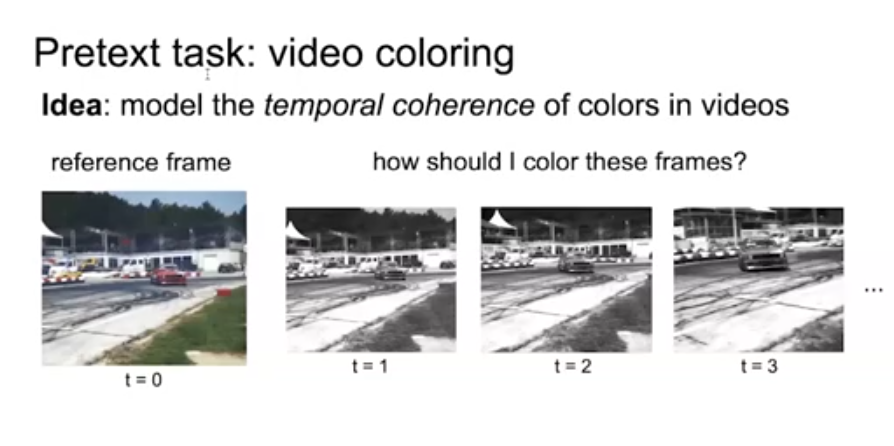 Pretext task: video coloring
Idea: model the temporal coherence of colors in videos
reference frame
how should I color these frames?
...
t = 0
t = 1
t = 2
t = 3